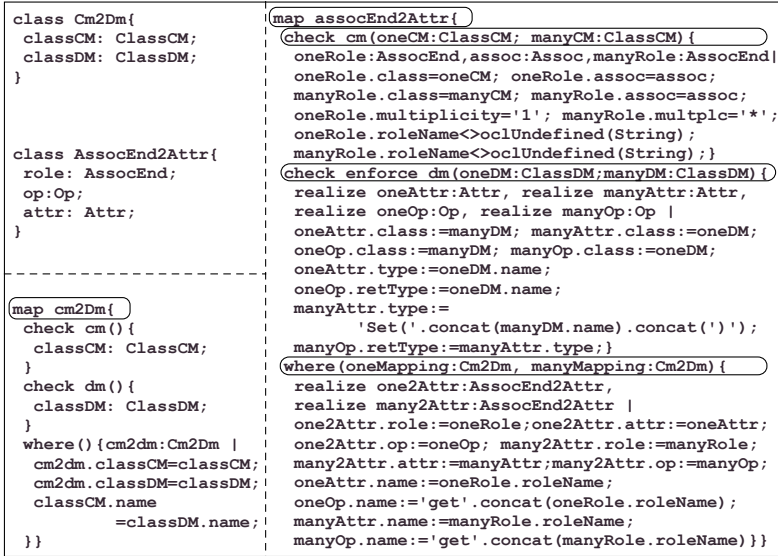 class Cm2Dm{
classCM: ClassCM;
classDM: ClassDM;
}
class AssocEnd2Attr{
role: AssocEnd;
op:Op;
attr: Attr;
}
map cm2Dm{
check cm(){
classCM: ClassCM;
}
check dm(){
classDM: ClassDM;
}
where(){cm2dm:Cm2Dm |
cm2dm.classCM=classCM;
cm2dm.classDM=classDM;
classCM.name
=classDM.name;
}}
map assocEnd2Attr{
check cm(oneCM:ClassCM; manyCM:ClassCM){
oneRole:AssocEnd,assoc:Assoc,manyRole:AssocEnd|
oneRole.class=oneCM; oneRole.assoc=assoc;
manyRole.class=manyCM; manyRole.assoc=assoc;
oneRole.multiplicity='1'; manyRole.multplc='*';
oneRole.roleName<>oclUndefined(String);
manyRole.roleName<>oclUndefined(String);}
check enforce dm(oneDM:ClassDM;manyDM:ClassDM){
realize oneAttr:Attr, realize manyAttr:Attr,
realize oneOp:Op, realize manyOp:Op |
oneAttr.class:=manyDM; manyAttr.class:=oneDM;
oneOp.class:=manyDM; manyOp.class:=oneDM;
oneAttr.type:=oneDM.name;
oneOp.retType:=oneDM.name;
manyAttr.type:=
'Set('.concat(manyDM.name).concat(')');
manyOp.retType:=manyAttr.type;}
where(oneMapping:Cm2Dm, manyMapping:Cm2Dm){
realize one2Attr:AssocEnd2Attr,
realize many2Attr:AssocEnd2Attr |
one2Attr.role:=oneRole;one2Attr.attr:=oneAttr;
one2Attr.op:=oneOp; many2Attr.role:=manyRole;
many2Attr.attr:=manyAttr;many2Attr.op:=manyOp;
oneAttr.name:=oneRole.roleName;
oneOp.name:='get'.concat(oneRole.roleName);
manyAttr.name:=manyRole.roleName;
manyOp.name:='get'.concat(manyRole.roleName)}}